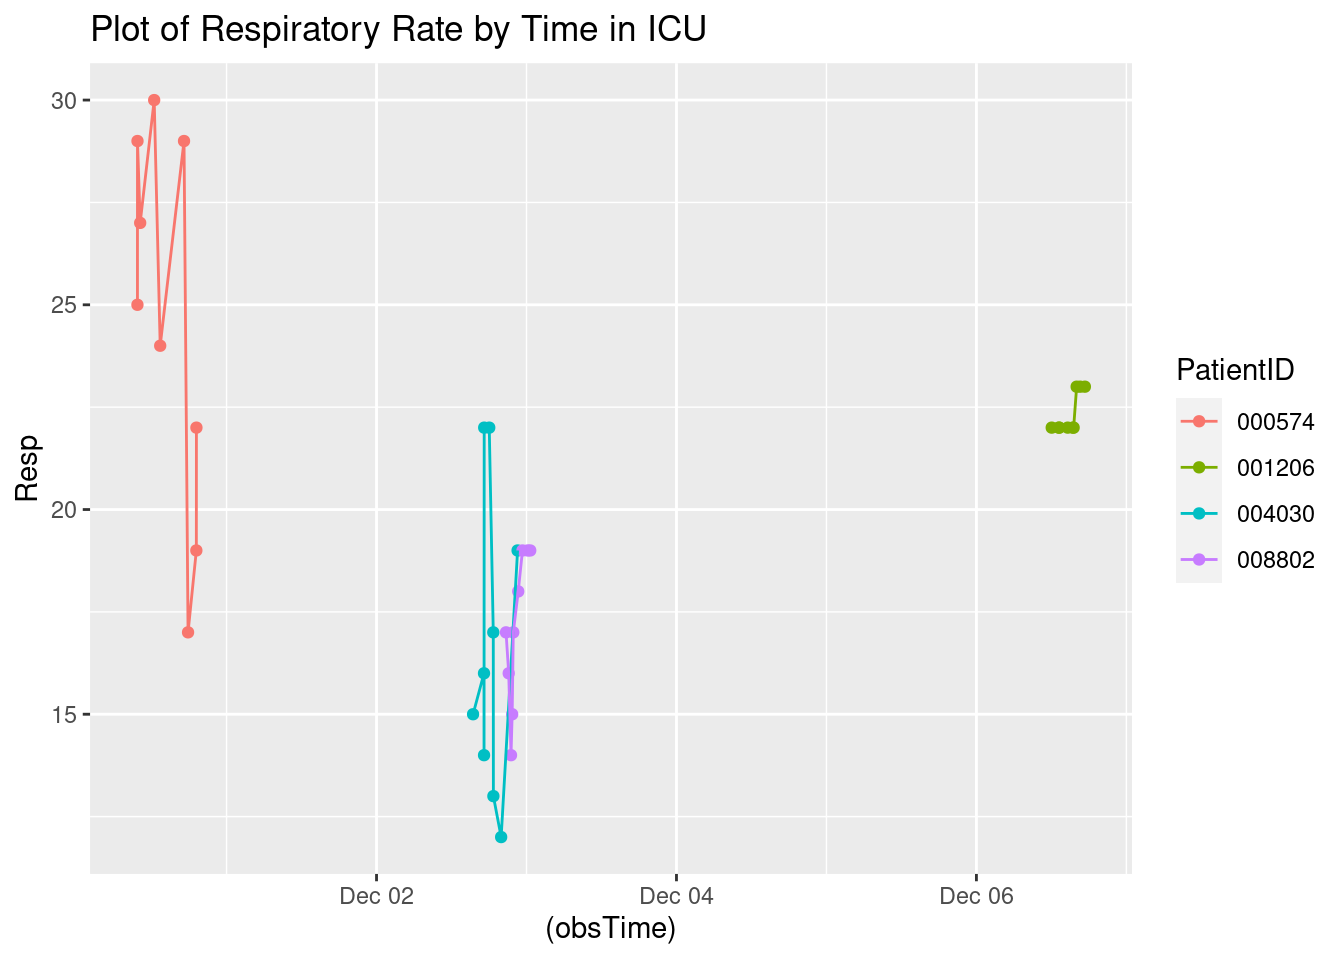 Plot of Respiratory Rate by Time in ICU
30
25
20
15
Resp
Dec 02
Dec 04
Dec 06
(obsTime)
PatientID
000574
001206
004030
008802